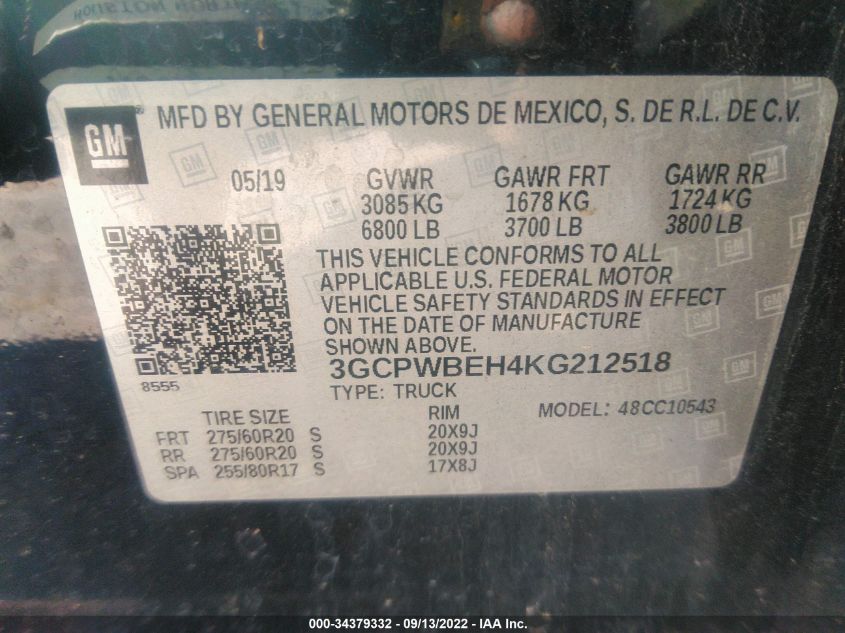 GM
MFD BY GENERAL MOTORS DE MEXICO, S. DE R.L. DE C.V.
05/19 GVWR GAWR FRT GAWR RR
3085 KG 1678 KG 1724 KG
6800 LB 3700 LB 3800 LB
THIS VEHICLE CONFORMS TO ALL
APPLICABLE U.S. FEDERAL MOTOR
VEHICLE SAFETY STANDARDS IN EFFECT
ON THE DATE OF MANUFACTURE
SHOWN ABOVE.
3GCPWBEH4KG212518
8555
TYPE: TRUCK
MODEL: 48CC10543
TIRE SIZE RIM
FRT 275/60R20 S 20X9J
RR 275/60R20 S 20X9J
SPA 255/80R17 S 17X8J
000-34379332 - 09/13/2022 - IAA Inc.